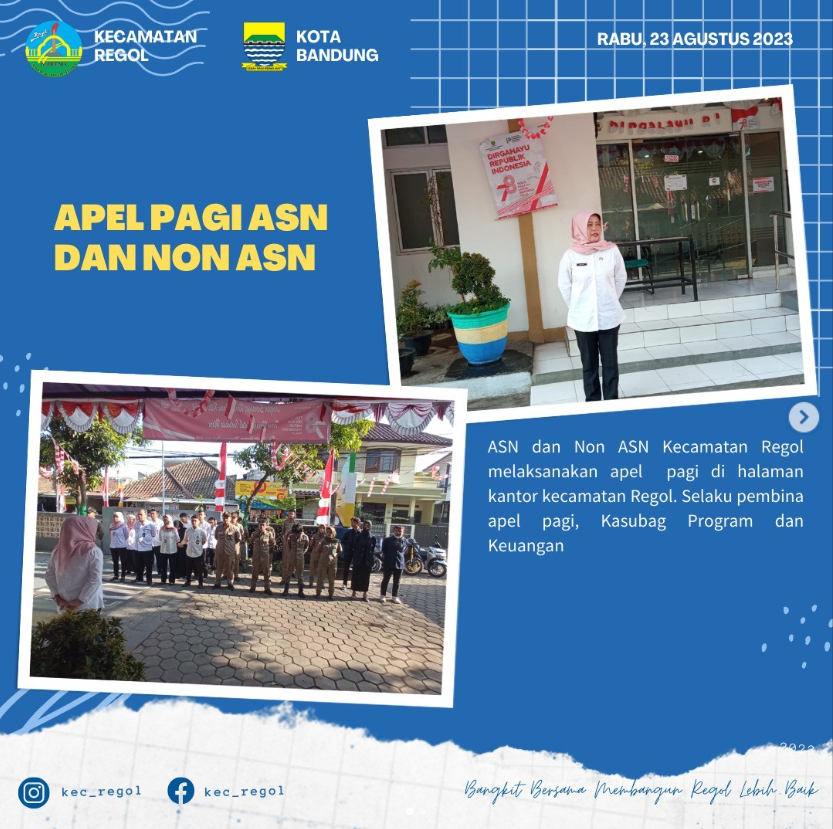 KECAMATAN
REGOL
KOTA
BANDUNG
RABU, 23 AGUSTUS 2023
APEL PAGI ASN
DAN NON ASN
DIRGAHAYU
REPUBLIK
INDONESIA
ASN dan Non ASN Kecamatan Regol
melaksanakan apel pagi di halaman
kantor kecamatan Regol. Selaku pembina
apel pagi, Kasubag Program dan
Keuangan
kec_regol
kec_regol
Bangkit Bersama Membangun Regol Lebih Baik